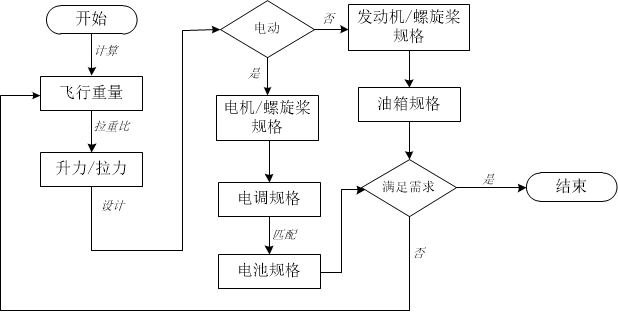 开始
计算
飞行重量
拉重比
升力/拉力
设计
电动
是
否
电机/螺旋桨
规格
电调规格
匹配
电池规格
发动机/螺旋桨
规格
油箱规格
满足需求
是
否
结束